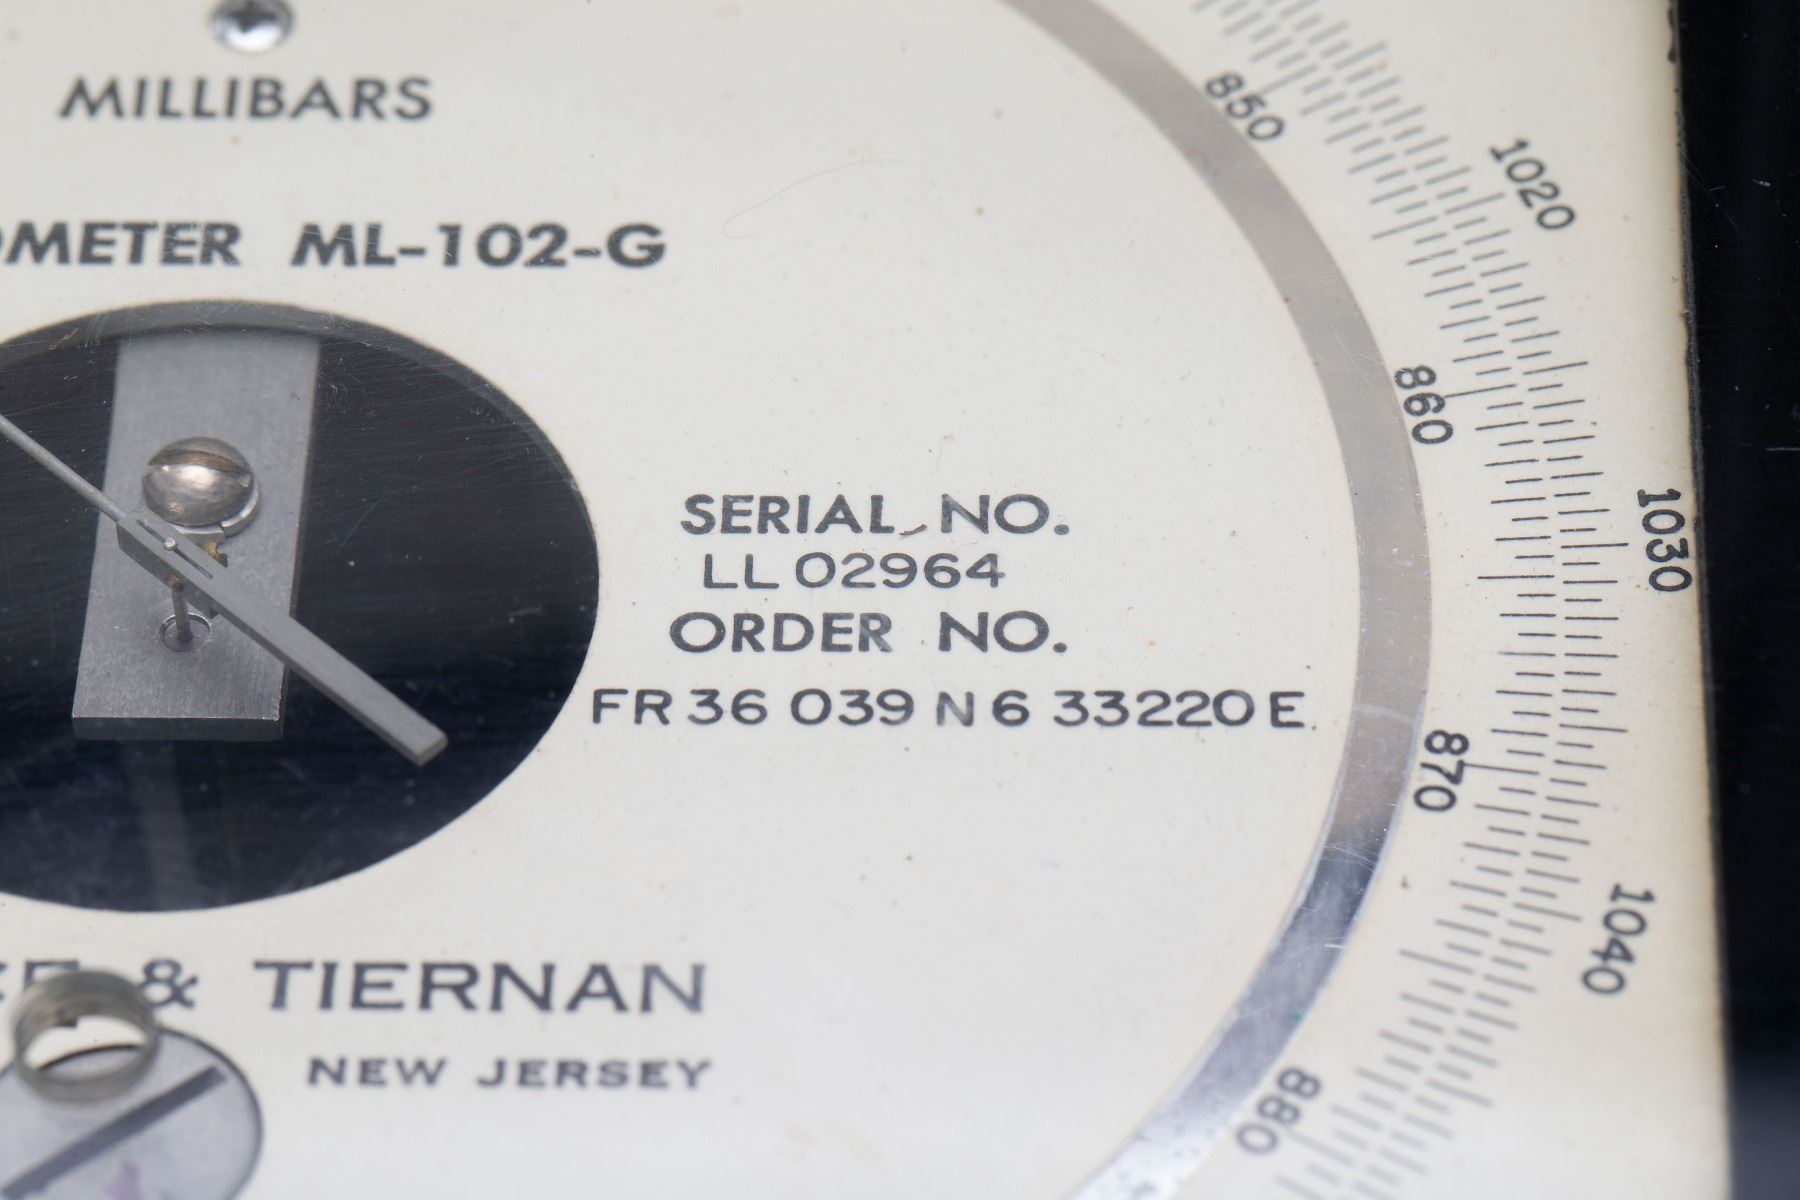 MILLIBARS
OMETER ML-102-G
SERIAL NO.
LL 02964
ORDER NO.
FR 36 039 N 6 33220 E
& TIERNAN
NEW JERSEY
850
1020
860
1030
870
1040
880